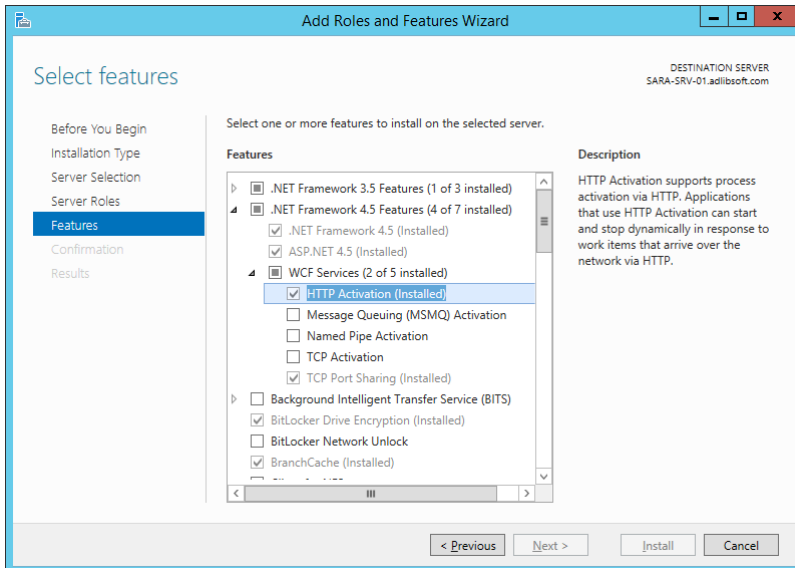 Add Roles and Features Wizard
Select features
DESTINATION SERVER
SARA-SRV-01.adlibsoft.com
Before You Begin
Installation Type
Server Selection
Server Roles
Features
Confirmation
Results
Select one or more features to install on the selected server.
Features
.NET Framework 3.5 Features (1 of 3 installed)
.NET Framework 4.5 Features (4 of 7 installed)
.NET Framework 4.5 (Installed)
ASP.NET 4.5 (Installed)
WCF Services (2 of 5 installed)
HTTP Activation (Installed)
Message Queuing (MSMQ) Activation
Named Pipe Activation
TCP Activation
TCP Port Sharing (Installed)
Background Intelligent Transfer Service (BITS)
BitLocker Drive Encryption (Installed)
BitLocker Network Unlock
BranchCache (Installed)
Description
HTTP Activation supports process
activation via HTTP. Applications
that use HTTP Activation can start
and stop dynamically in response to
work items that arrive over the
network via HTTP.
< Previous
Next >
Install
Cancel